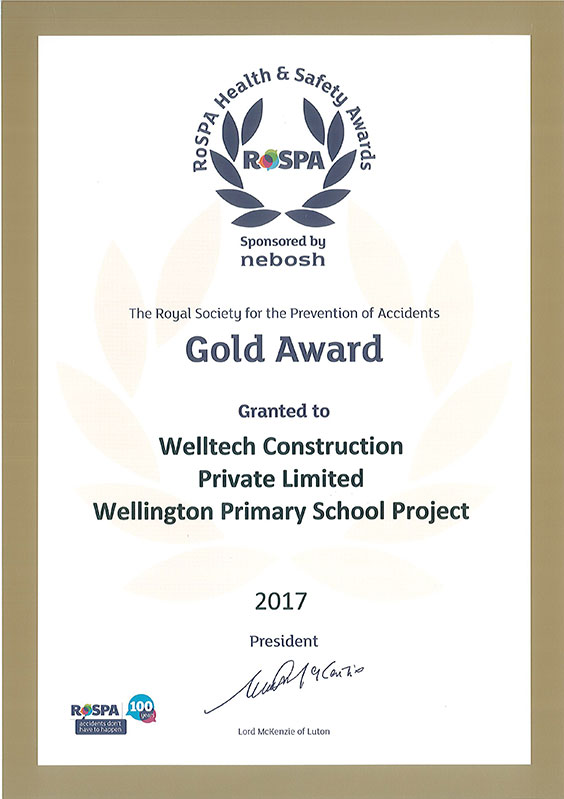 RoSPA Health & Safety Awards
RoSPA
Sponsored by
nebosh
The Royal Society for the Prevention of Accidents
Gold Award
Granted to
Welltech Construction
Private Limited
Wellington Primary School Project
2017
President
Lord McKenzie of Luton
RoSPA
accidents don't
have to happen
100
years